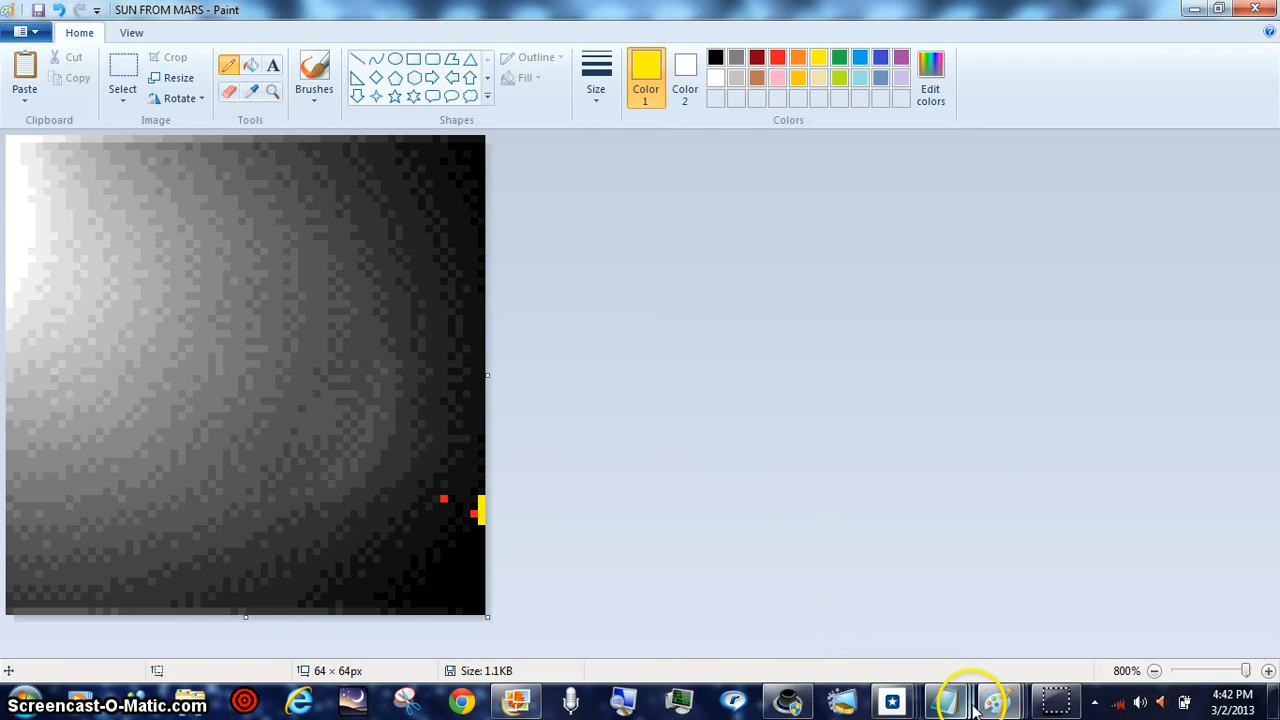 SUN FROM MARS - Paint
Home View
Paste
Cut
Copy
Clipboard
Select
Crop
Resize
Rotate
Image
A
Tools
Brushes
Outline
Fill
Shapes
Size
Color
1
Color
2
Edit
colors
Colors
64 × 64px
Size: 1.1KB
800%
Screencast-O-Matic.com
4:42 PM
3/2/2013